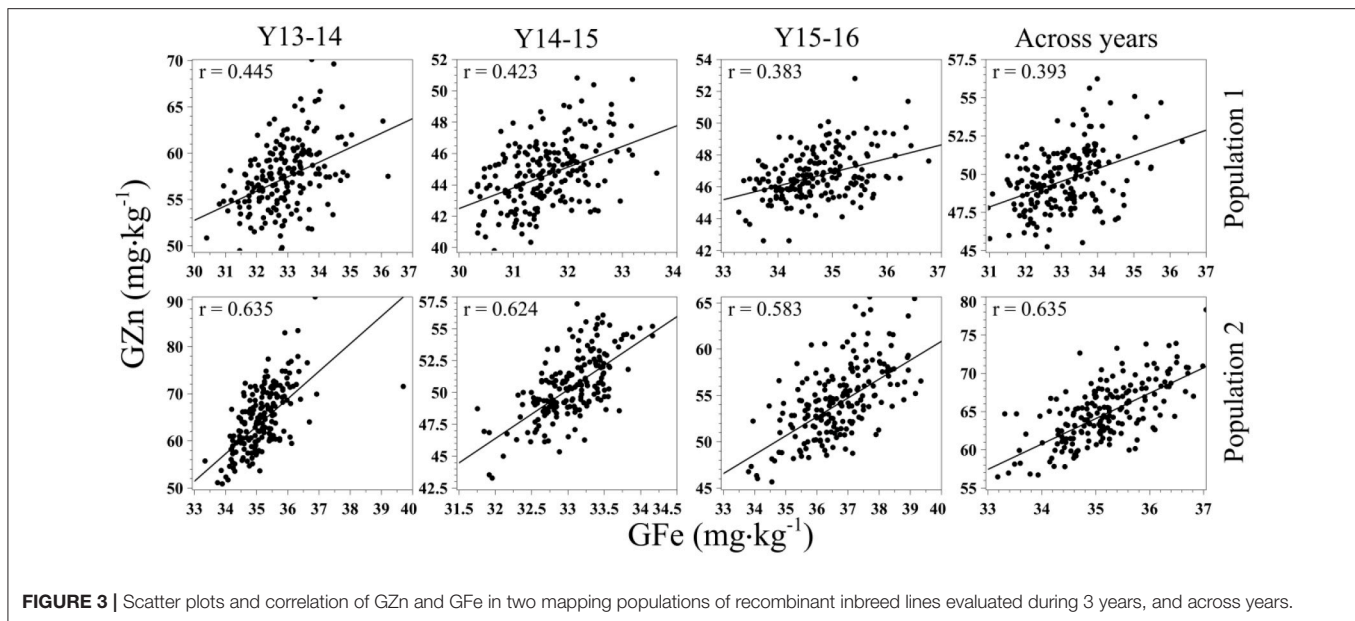 Y13-14 Y14-15 Y15-16 Across years
r = 0.445 r = 0.423 r = 0.383 r = 0.393
70 65 60 55 50
52 50 48 46 44 42 40
54 52 50 48 46 44 42
57.5 55 52.5 50 47.5 45
30 31 32 33 34 35 36 37
30 31 32 33 34
33 34 35 36 37
31 32 33 34 35 36 37
Population 1
GZn (mg·kg-1)
r = 0.635 r = 0.624 r = 0.583 r = 0.635
90 80 70 60 50
57.5 55 52.5 50 47.5 45 42.5
65 60 55 50 45
80 75 70 65 60 55
33 34 35 36 37 38 39 40
31.5 32 32.5 33 33.5 34 34.5
33 34 35 36 37 38 39 40
33 34 35 36 37
Population 2
GFe (mg·kg-1)
FIGURE 3 | Scatter plots and correlation of GZn and GFe in two mapping populations of recombinant inbreed lines evaluated during 3 years, and across years.